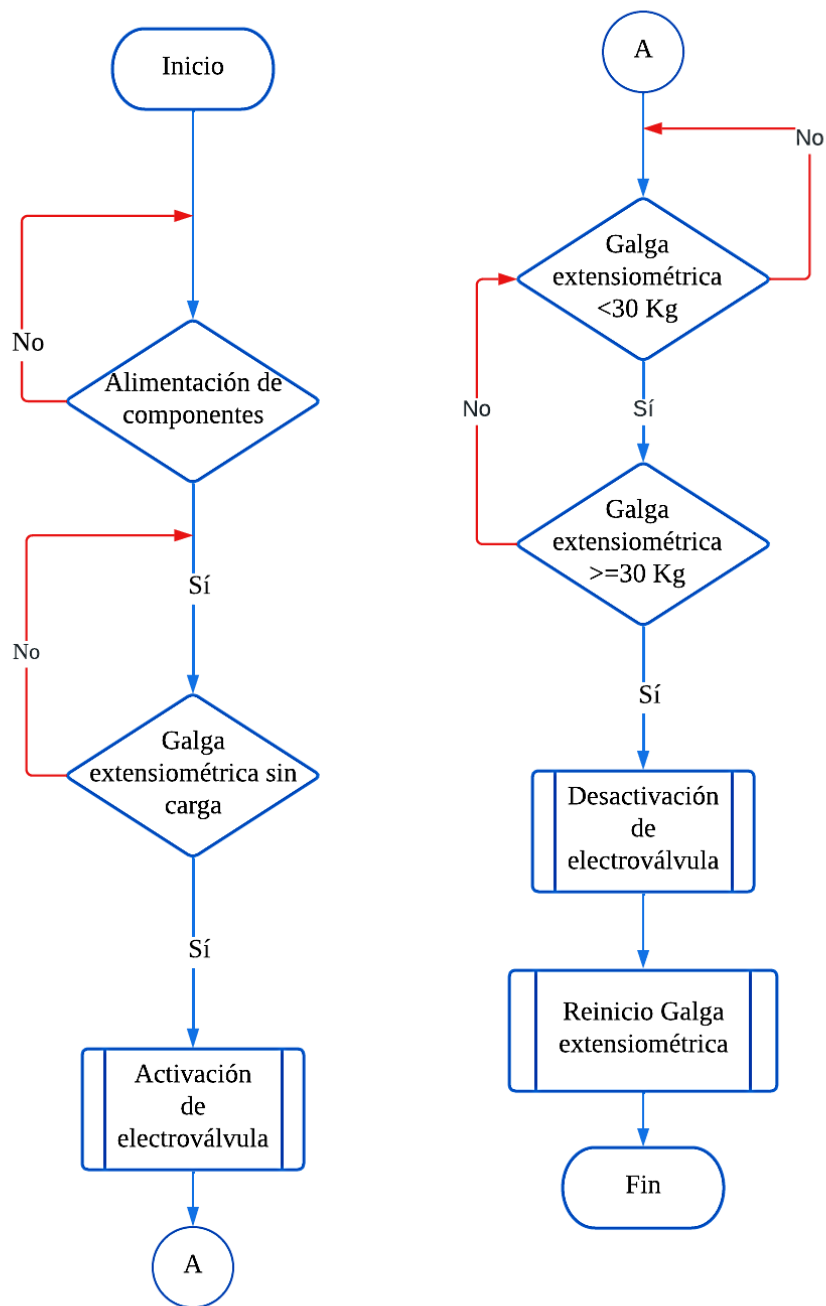 Inicio
No
Alimentación de
componentes
Sí
No
Galga
extensiométrica sin
carga
Sí
Activación
de
electroválvula
A
A
No
Galga
extensiométrica
<30 Kg
No
Sí
Galga
extensiométrica
>=30 Kg
Sí
Desactivación
de
electroválvula
Reinicio Galga
extensiométrica
Fin